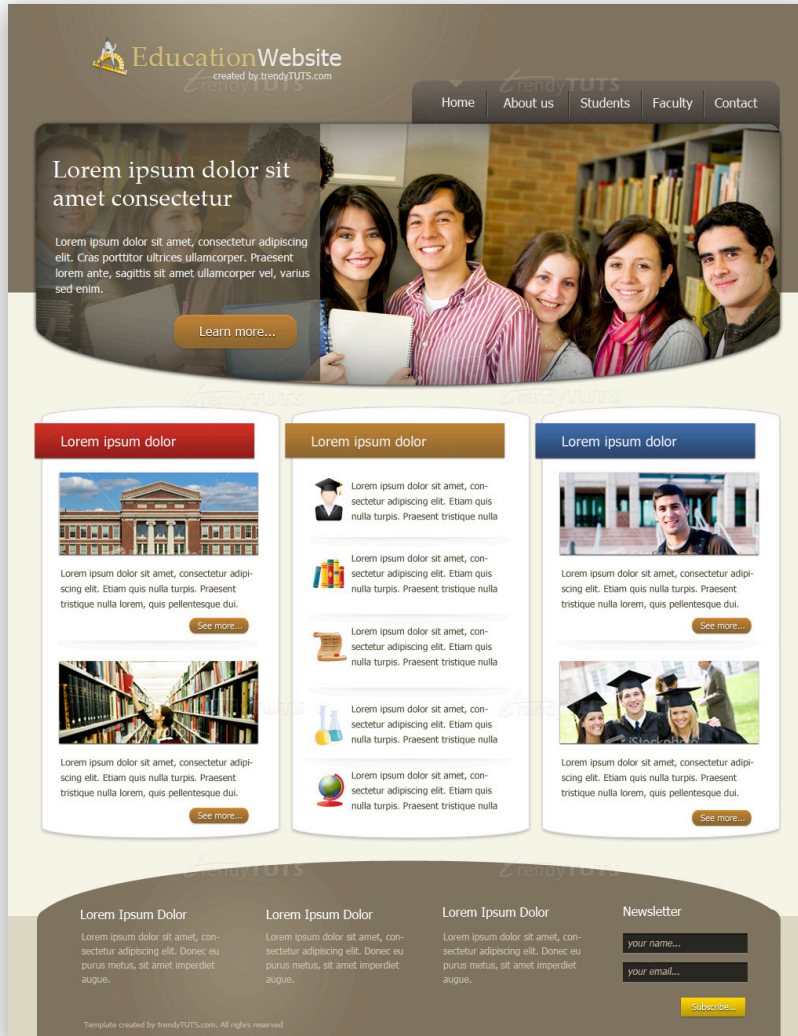 EducationWebsite
created by trendyTUTS.com
trendyTUTS
trendyTUTS
Home
About us
Students
Faculty
Contact
Lorem ipsum dolor sit
amet consectetur
Lorem ipsum dolor sit amet, consectetur adipiscing
elit. Cras porttitor ultrices ullamcorper. Praesent
lorem ante, sagittis sit amet ullamcorper vel, varius
sed enim.
Learn more...
trendyTUTS
trendyTUTS
Lorem ipsum dolor
Lorem ipsum dolor sit amet, consectetur adipi-
scing elit. Etiam quis nulla turpis. Praesent
tristique nulla lorem, quis pellentesque dui.
See more...
Lorem ipsum dolor sit amet, consectetur adipi-
scing elit. Etiam quis nulla turpis. Praesent
tristique nulla lorem, quis pellentesque dui.
See more...
Lorem ipsum dolor
Lorem ipsum dolor sit amet, con-
sectetur adipiscing elit. Etiam quis
nulla turpis. Praesent tristique nulla
Lorem ipsum dolor sit amet, con-
sectetur adipiscing elit. Etiam quis
nulla turpis. Praesent tristique nulla
Lorem ipsum dolor sit amet, con-
sectetur adipiscing elit. Etiam quis
nulla turpis. Praesent tristique nulla
Lorem ipsum dolor sit amet, con-
sectetur adipiscing elit. Etiam quis
nulla turpis. Praesent tristique nulla
Lorem ipsum dolor sit amet, con-
sectetur adipiscing elit. Etiam quis
nulla turpis. Praesent tristique nulla
Lorem ipsum dolor
Lorem ipsum dolor sit amet, consectetur adipi-
scing elit. Etiam quis nulla turpis. Praesent
tristique nulla lorem, quis pellentesque dui.
See more...
iStockphoto
Lorem ipsum dolor sit amet, consectetur adipi-
scing elit. Etiam quis nulla turpis. Praesent
tristique nulla lorem, quis pellentesque dui.
See more...
trendyTUTS
trendyTUTS
Lorem Ipsum Dolor
Lorem ipsum dolor sit amet, con-
sectetur adipiscing elit. Donec eu
purus metus, sit amet imperdiet
augue.
Lorem Ipsum Dolor
Lorem ipsum dolor sit amet, con-
sectetur adipiscing elit. Donec eu
purus metus, sit amet imperdiet
augue.
Lorem Ipsum Dolor
Lorem ipsum dolor sit amet, con-
sectetur adipiscing elit. Donec eu
purus metus, sit amet imperdiet
augue.
Newsletter
your name...
your email...
Subscribe...
Template created by trendyTUTS.com. All righrs reserved